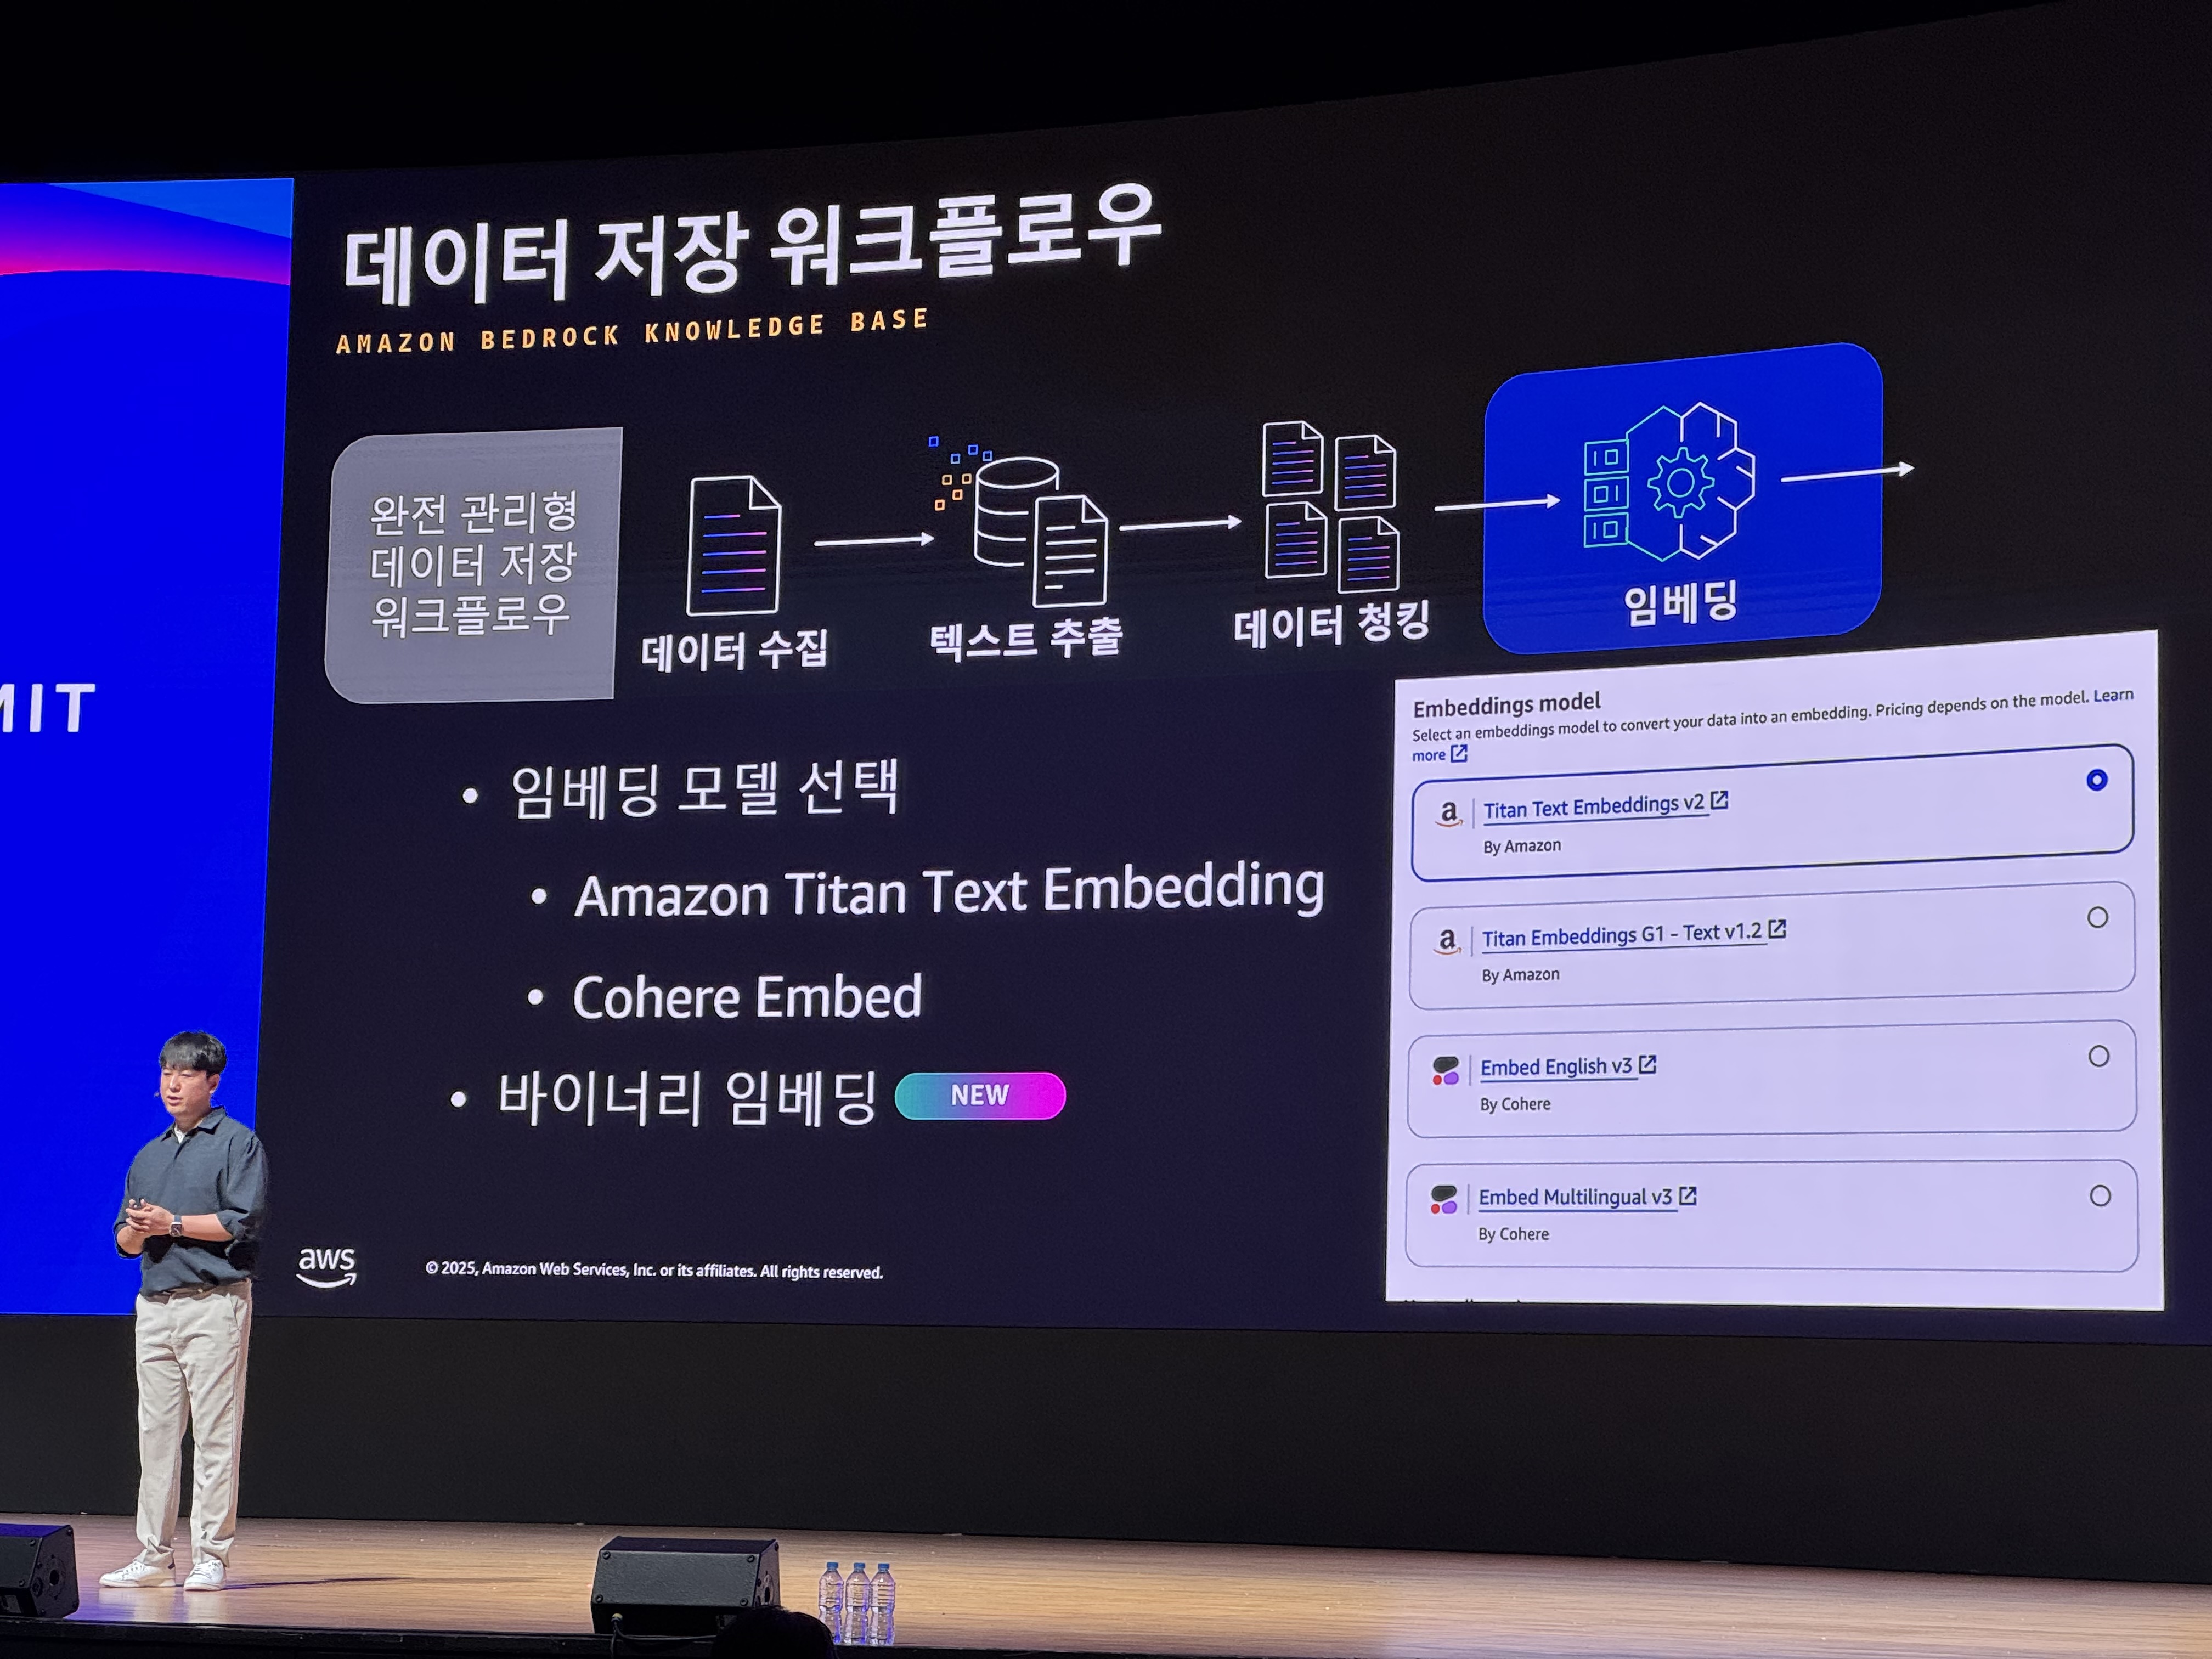 MIT
데이터 저장 워크플로우
AMAZON BEDROCK KNOWLEDGE BASE
완전 관리형
데이터 저장
워크플로우
데이터 수집
텍스트 추출
데이터 청킹
임베딩
• 임베딩 모델 선택
• Amazon Titan Text Embedding
• Cohere Embed
• 바이너리 임베딩 NEW
Embeddings model
Select an embeddings model to convert your data into an embedding. Pricing depends on the model. Learn
more
a Titan Text Embeddings v2
By Amazon
a Titan Embeddings G1 - Text v1.2
By Amazon
Embed English v3
By Cohere
Embed Multilingual v3
By Cohere
aws
© 2025, Amazon Web Services, Inc. or its affiliates. All rights reserved.